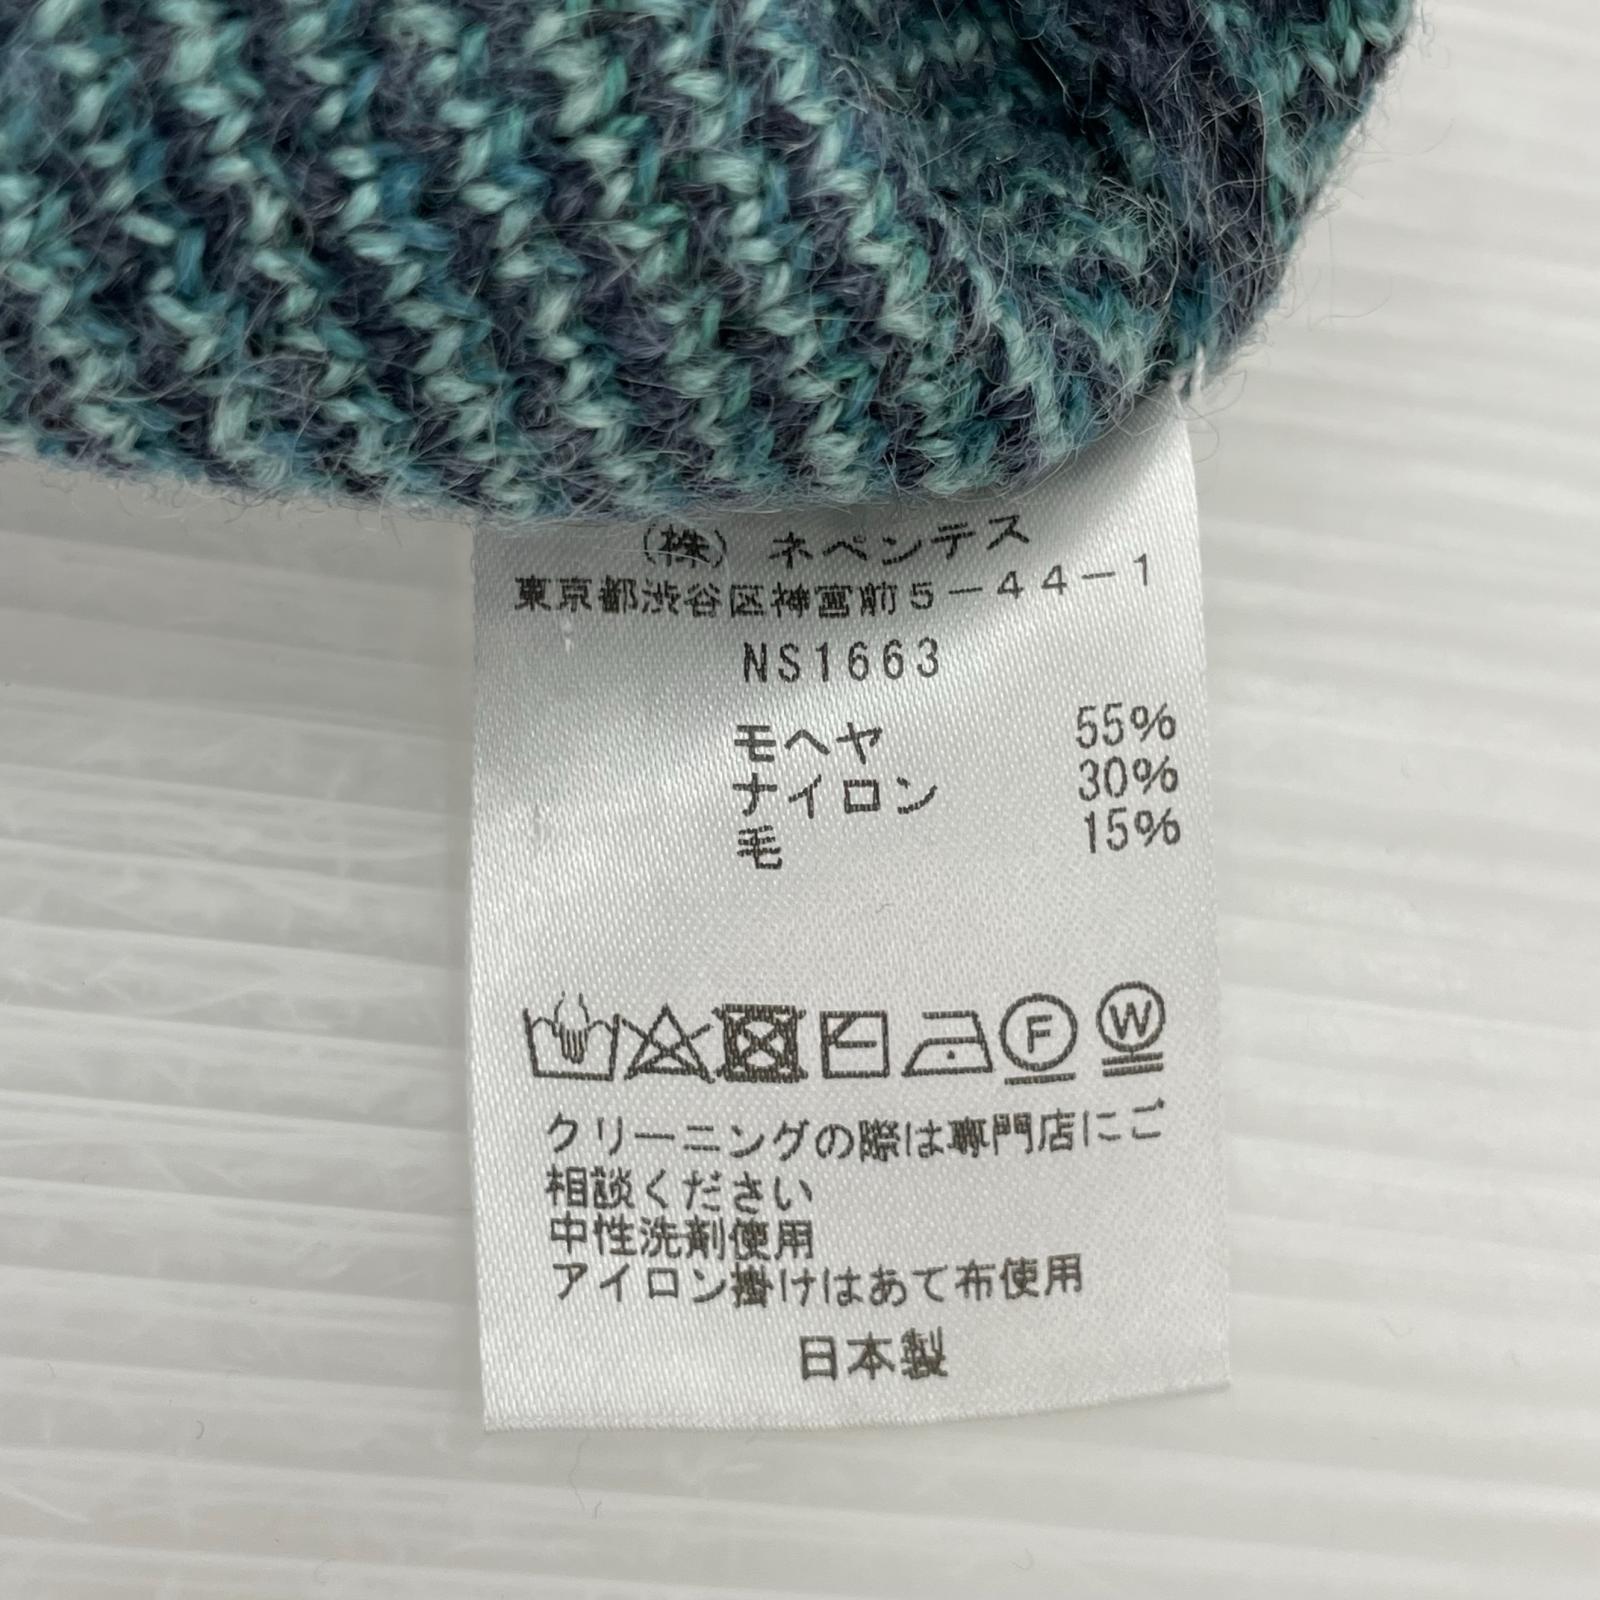 (株) ネペンテス
東京都渋谷区神宮前5-44-1
NS1663
モヘヤ 55%
ナイロン 30%
毛 15%
F W
クリーニングの際は専門店にご
相談ください
中性洗剤使用
アイロン掛けはあて布使用
日本製